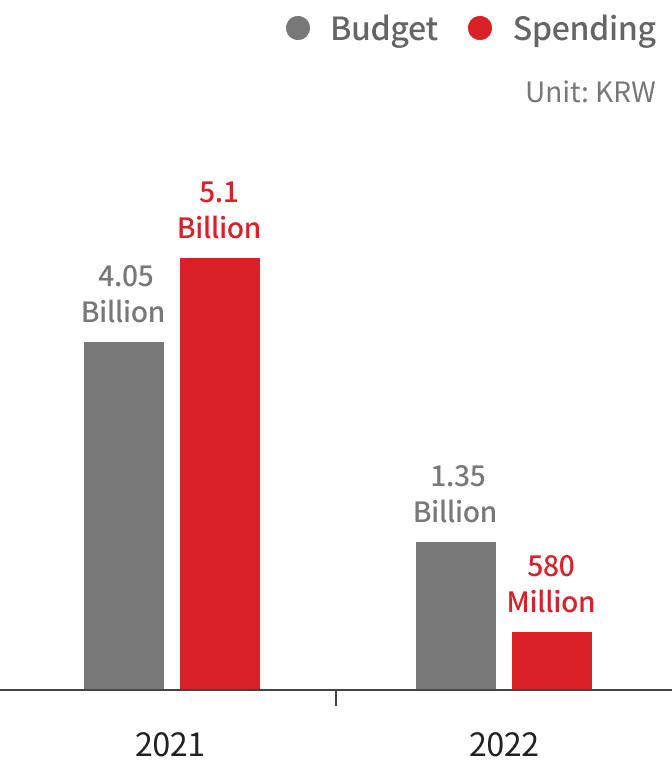 Budget Spending
Unit: KRW
5.1
Billion
4.05
Billion
1.35
Billion
580
Million
2021 2022